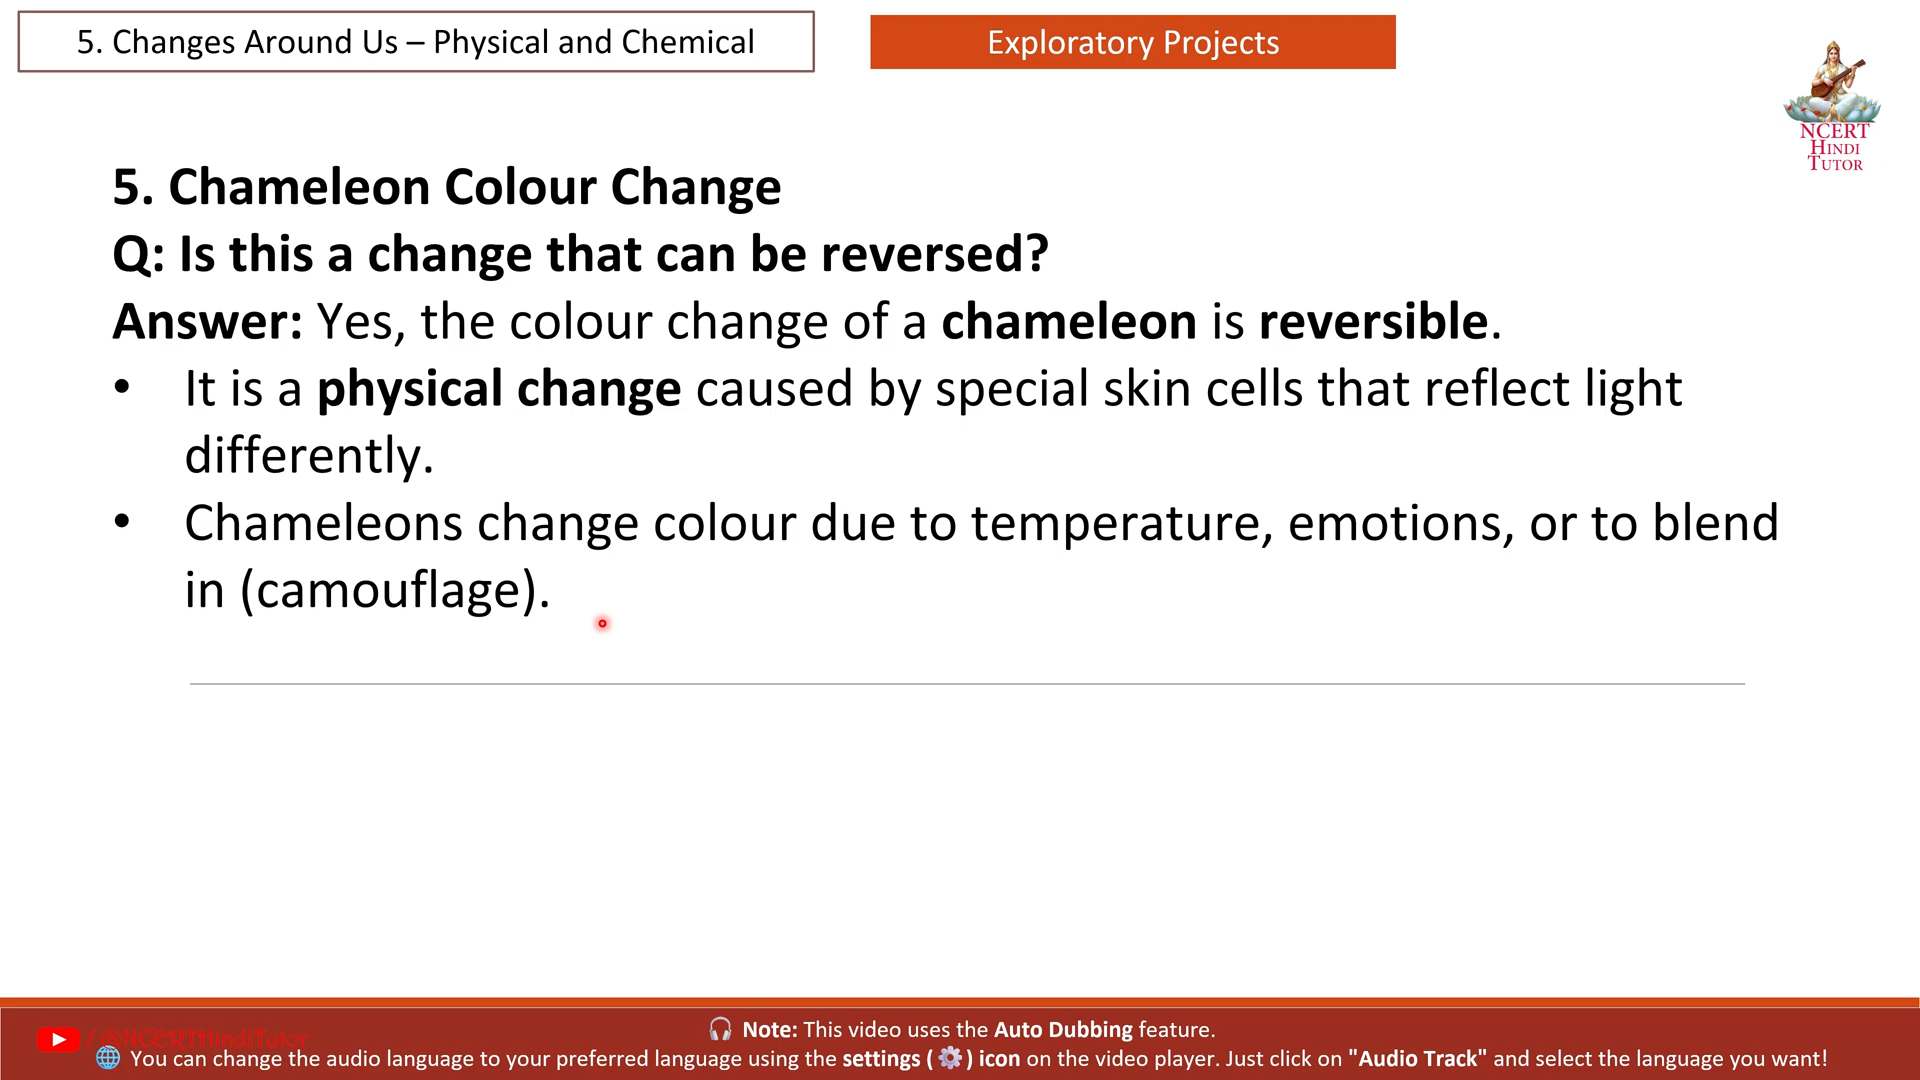 5. Changes Around Us – Physical and Chemical
Exploratory Projects
NCERT
HINDI
TUTOR
5. Chameleon Colour Change
Q: Is this a change that can be reversed?
Answer: Yes, the colour change of a chameleon is reversible.
• It is a physical change caused by special skin cells that reflect light
differently.
• Chameleons change colour due to temperature, emotions, or to blend
in (camouflage).
/@NCERTHindiTutor
🎧 Note: This video uses the Auto Dubbing feature.
🌐 You can change the audio language to your preferred language using the settings (⚙️) icon on the video player. Just click on "Audio Track" and select the language you want!